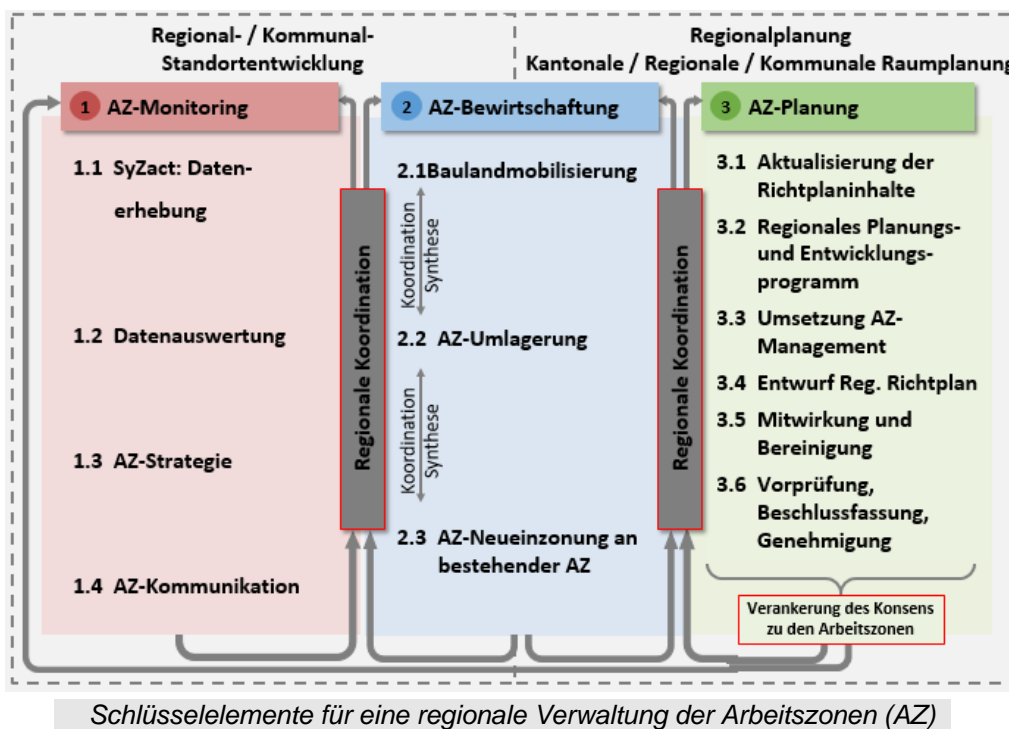 Regional- / Kommunal-
Standortentwicklung
Regionalplanung
Kantonale / Regionale / Kommunale Raumplanung
1 AZ-Monitoring
1.1 SyZact: Daten-
erhebung
1.2 Datenauswertung
1.3 AZ-Strategie
1.4 AZ-Kommunikation
Regionale Koordination
2 AZ-Bewirtschaftung
2.1Baulandmobilisierung
Koordination
Synthese
2.2 AZ-Umlagerung
Koordination
Synthese
2.3 AZ-Neueinzonung an
bestehender AZ
Regionale Koordination
3 AZ-Planung
3.1 Aktualisierung der
Richtplaninhalte
3.2 Regionales Planungs-
und Entwicklungs-
programm
3.3 Umsetzung AZ-
Management
3.4 Entwurf Reg. Richtplan
3.5 Mitwirkung und
Bereinigung
3.6 Vorprüfung,
Beschlussfassung,
Genehmigung
Verankerung des Konsens
zu den Arbeitszonen
Schlüsselelemente für eine regionale Verwaltung der Arbeitszonen (AZ)